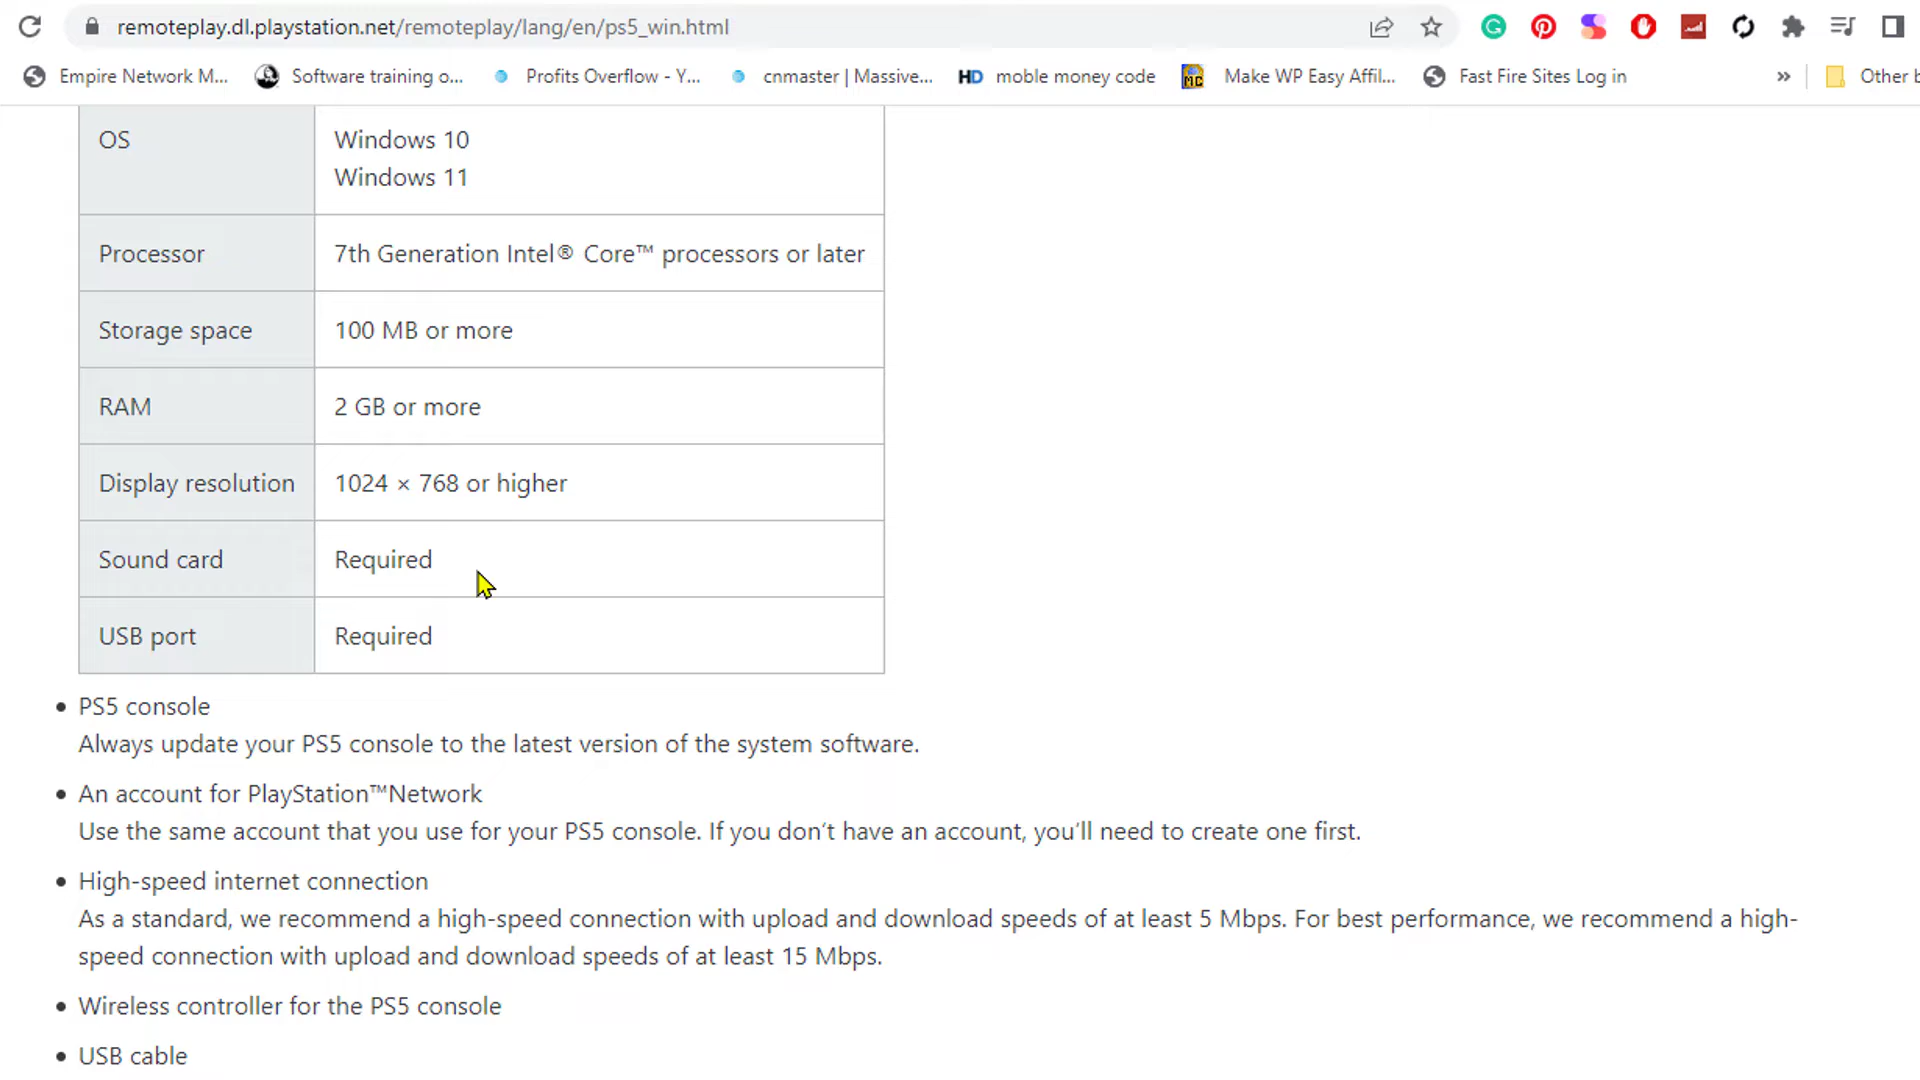 remoteplay.dl.playstation.net/remoteplay/lang/en/ps5_win.html
Empire Network M... Software training o... Profits Overflow - Y... cnmaster | Massive... HD moble money code MC Make WP Easy Affil... Fast Fire Sites Log in » Other b
OS Windows 10
Windows 11
Processor 7th Generation Intel® Core™ processors or later
Storage space 100 MB or more
RAM 2 GB or more
Display resolution 1024 × 768 or higher
Sound card Required
USB port Required
• PS5 console
Always update your PS5 console to the latest version of the system software.
• An account for PlayStation™Network
Use the same account that you use for your PS5 console. If you don’t have an account, you’ll need to create one first.
• High-speed internet connection
As a standard, we recommend a high-speed connection with upload and download speeds of at least 5 Mbps. For best performance, we recommend a high-
speed connection with upload and download speeds of at least 15 Mbps.
• Wireless controller for the PS5 console
• USB cable